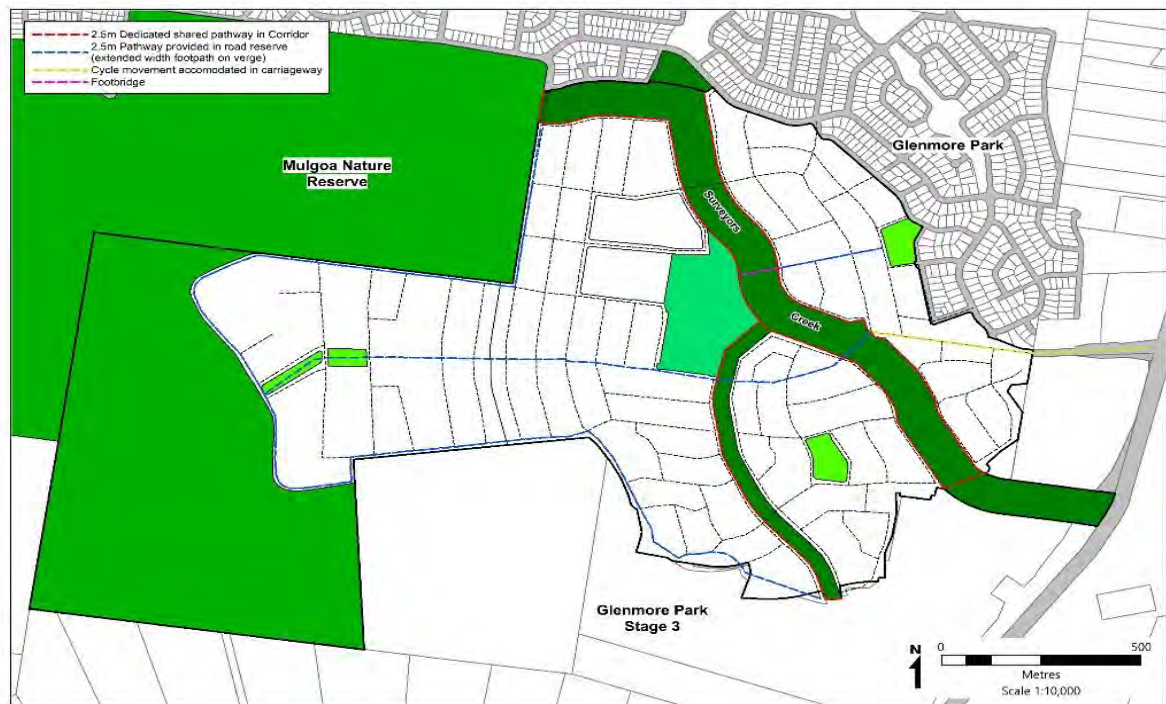 2.5m Dedicated shared pathway in Corridor
2.5m Pathway provided in road reserve
(extended width footpath on verge)
Cycle movement accomodated in carriageway
Footbridge
Mulgoa Nature
Reserve
Glenmore Park
Surveyors
Creek
Glenmore Park
Stage 3
N
0 500
Metres
Scale 1:10,000